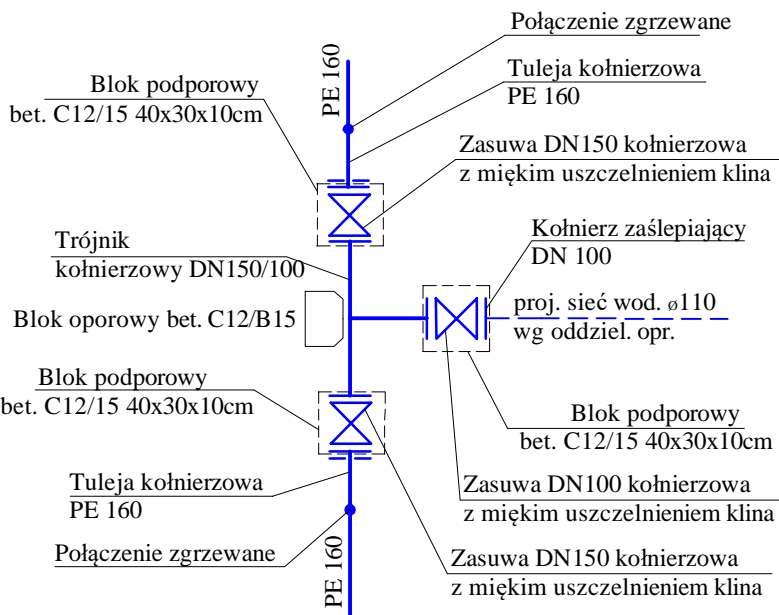 Połączenie zgrzewane
PE 160
Tuleja kołnierzowa
PE 160
Blok podporowy
bet. C12/15 40x30x10cm
Zasuwa DN150 kołnierzowa
z miękim uszczelnieniem klina
Kołnierz zaślepiający
DN 100
Trójnik
kołnierzowy DN150/100
proj. sieć wod. ø110
wg oddziel. opr.
Blok oporowy bet. C12/B15
Blok podporowy
bet. C12/15 40x30x10cm
Blok podporowy
bet. C12/15 40x30x10cm
Tuleja kołnierzowa
PE 160
Zasuwa DN100 kołnierzowa
z miękim uszczelnieniem klina
Połączenie zgrzewane
PE 160
Zasuwa DN150 kołnierzowa
z miękim uszczelnieniem klina